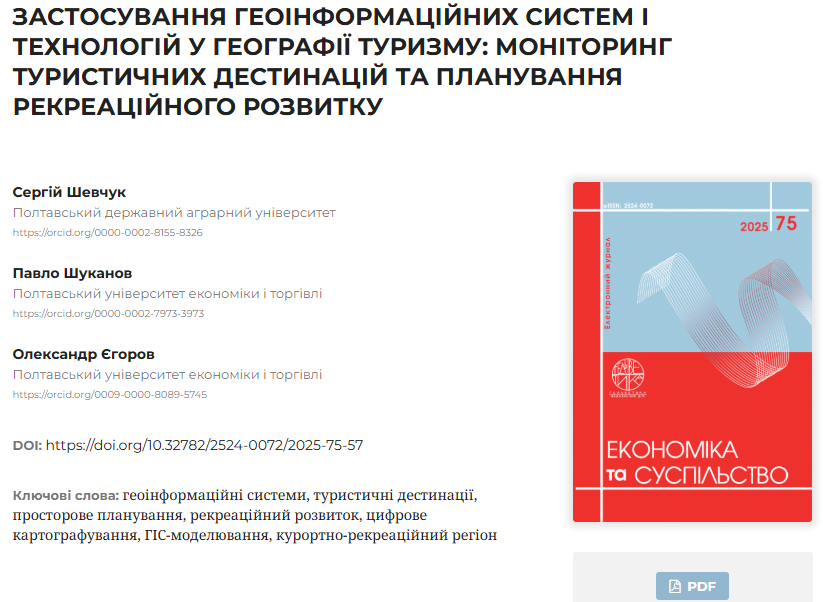 ЗАСТОСУВАННЯ ГЕОІНФОРМАЦІЙНИХ СИСТЕМ І
ТЕХНОЛОГІЙ У ГЕОГРАФІЇ ТУРИЗМУ: МОНІТОРИНГ
ТУРИСТИЧНИХ ДЕСТИНАЦІЙ ТА ПЛАНУВАННЯ
РЕКРЕАЦІЙНОГО РОЗВИТКУ
Сергій Шевчук
Полтавський державний аграрний університет
https://orcid.org/0000-0002-8155-8326
Павло Шуканов
Полтавський університет економіки і торгівлі
https://orcid.org/0000-0002-7973-3973
Олександр Єгоров
Полтавський університет економіки і торгівлі
https://orcid.org/0009-0000-8089-5745
DOI: https://doi.org/10.32782/2524-0072/2025-75-57
Ключові слова: геоінформаційні системи, туристичні дестинації,
просторове планування, рекреаційний розвиток, цифрове
картографування, ГІС-моделювання, курортно-рекреаційний регіон
eISSN: 2524-0072
2025 75
Електронний журнал
ЕКОНОМІКА
та СУСПІЛЬСТВО
PDF